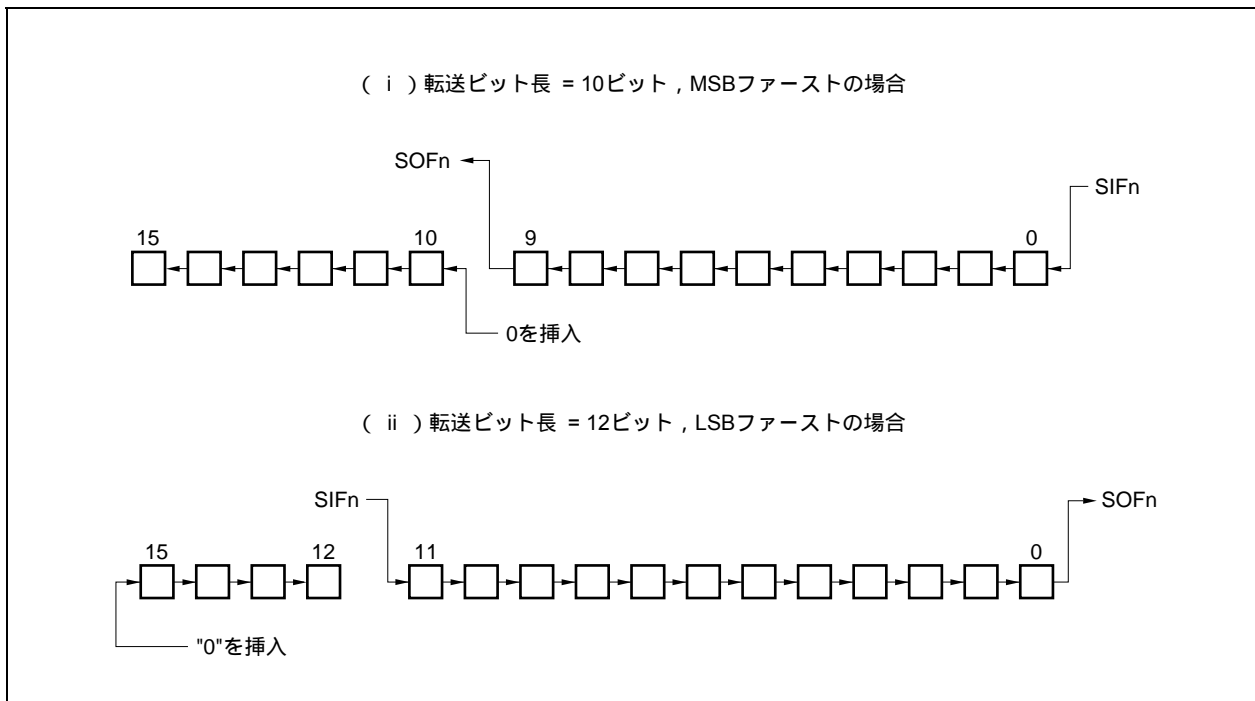 ( i )転送ビット長 = 10ビット , MSBファーストの場合
SOFn
SIFn
15
10
9
0
0を挿入
( ii )転送ビット長 = 12ビット , LSBファーストの場合
SIFn
SOFn
15
12
11
0
"0"を挿入